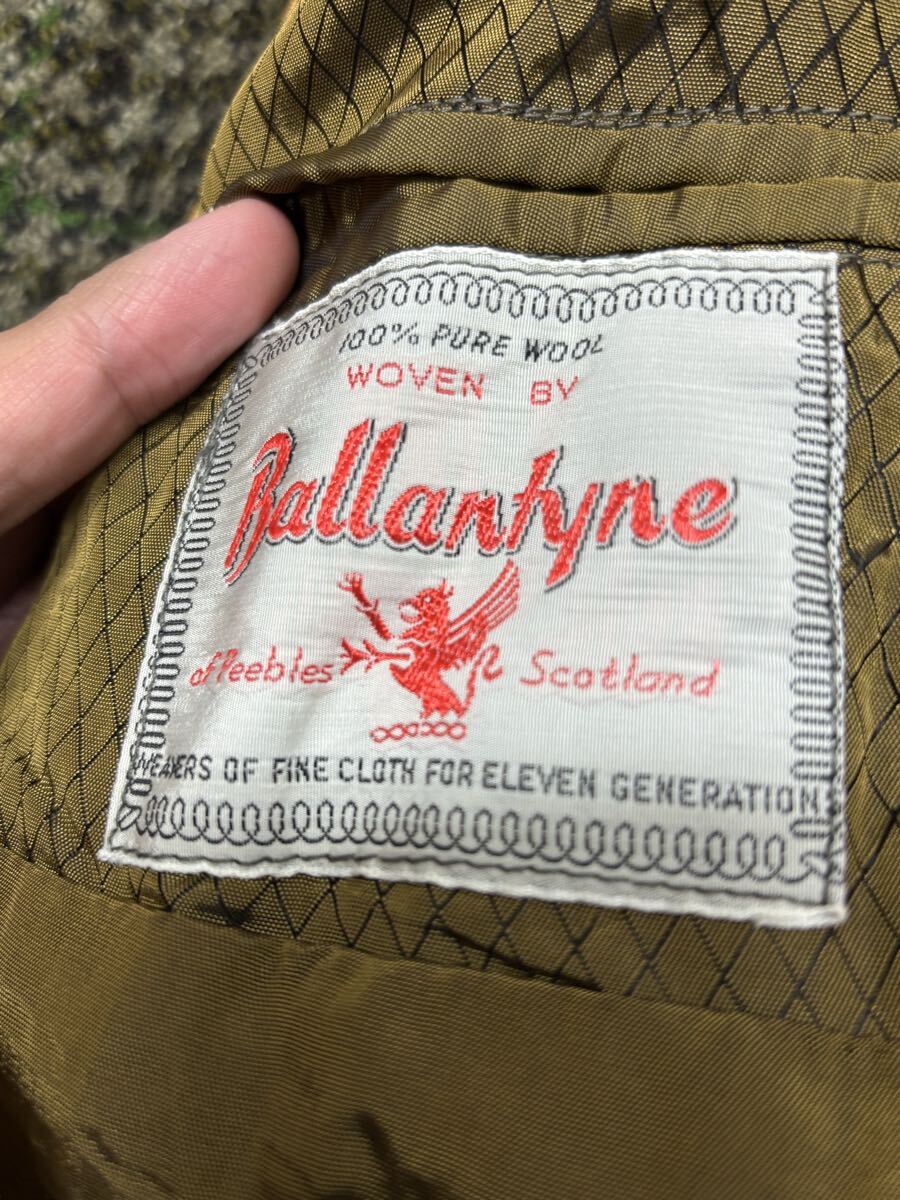 100% PURE WOOL
WOVEN BY
Ballantyne
of Peebles Scotland
WEAVERS OF FINE CLOTH FOR ELEVEN GENERATIONS